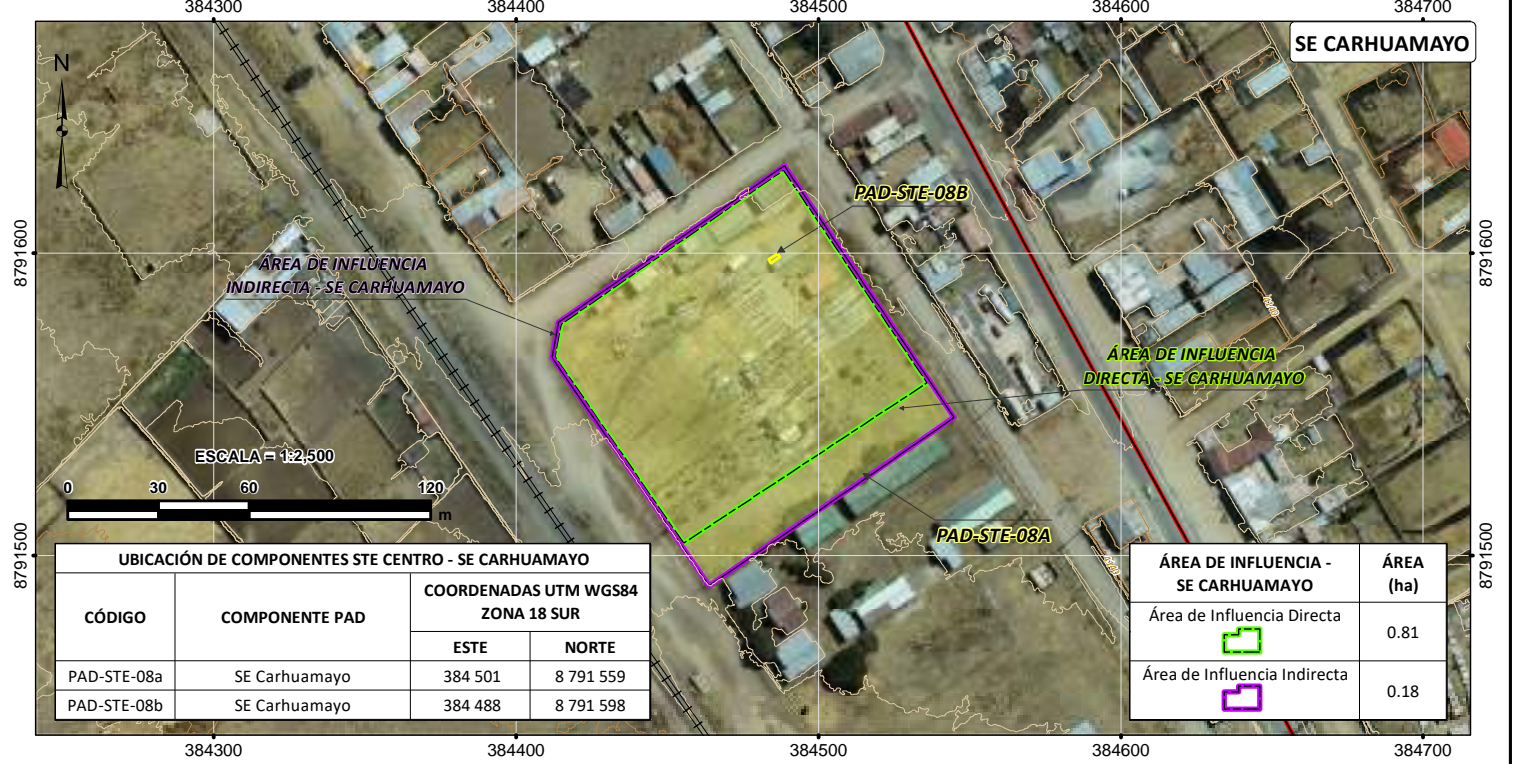 384300 384400 384500 384600 384700
SE CARHUAMAYO
N
PAD-STE-08B
8791600
8791600
ÁREA DE INFLUENCIA
INDIRECTA - SE CARHUAMAYO
ÁREA DE INFLUENCIA
DIRECTA - SE CARHUAMAYO
ESCALA = 1:2,500
0 30 60 120
m
PAD-STE-08A
8791500
8791500
UBICACIÓN DE COMPONENTES STE CENTRO - SE CARHUAMAYO
CÓDIGO COMPONENTE PAD COORDENADAS UTM WGS84
ZONA 18 SUR
ESTE NORTE
PAD-STE-08a SE Carhuamayo 384 501 8 791 559
PAD-STE-08b SE Carhuamayo 384 488 8 791 598
ÁREA DE INFLUENCIA - ÁREA
SE CARHUAMAYO (ha)
Área de Influencia Directa 0.81
Área de Influencia Indirecta 0.18
384300 384400 384500 384600 384700